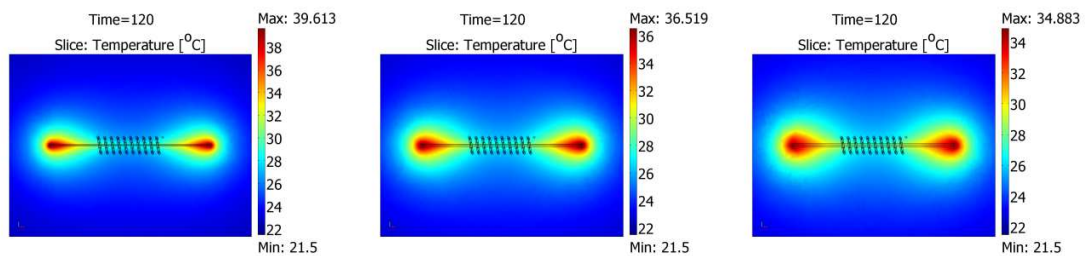 Time=120 Max: 39.613
Slice: Temperature [°C]
38
36
34
32
30
28
26
24
22
Min: 21.5
Time=120 Max: 36.519
Slice: Temperature [°C]
36
34
32
30
28
26
24
22
Min: 21.5
Time=120 Max: 34.883
Slice: Temperature [°C]
34
32
30
28
26
24
22
Min: 21.5